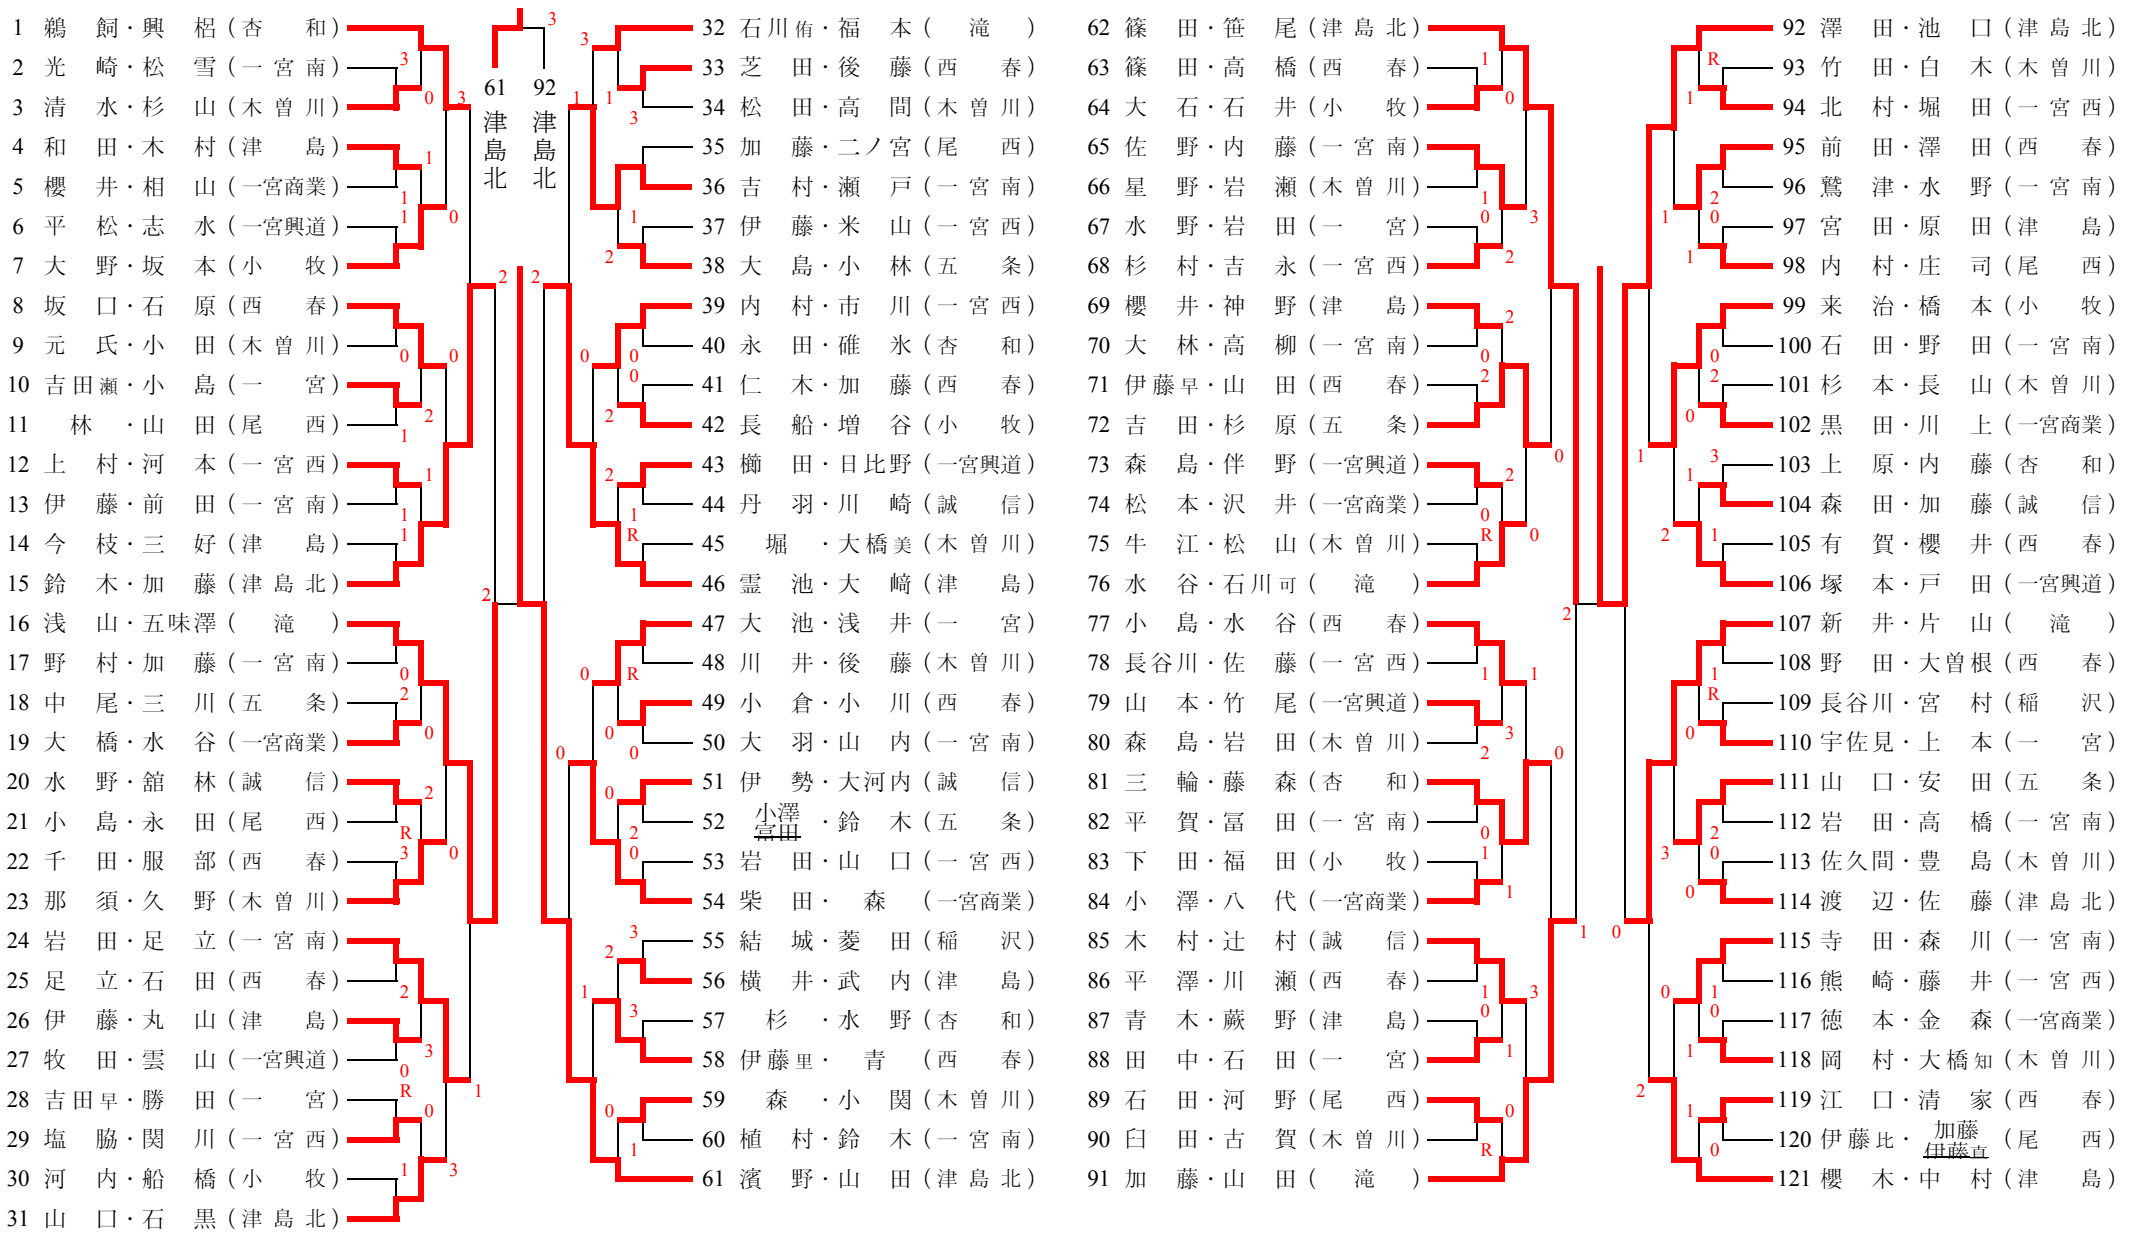 1 鵜飼・興梠(杏和)
2 光崎・松雪(一宮南)
3 清水・杉山(木曽川)
4 和田・木村(津島)
5 櫻井・相山(一宮商業)
6 平松・志水(一宮興道)
7 大野・坂本(小牧)
8 坂口・石原(西春)
9 元氏・小田(木曽川)
10 吉田瀬・小島(一宮)
11 林・山田(尾西)
12 上村・河本(一宮西)
13 伊藤・前田(一宮南)
14 今枝・三好(津島)
15 鈴木・加藤(津島北)
16 浅山・五味澤(滝)
17 野村・加藤(一宮南)
18 中尾・三川(五条)
19 大橋・水谷(一宮商業)
20 水野・舘林(誠信)
21 小島・永田(尾西)
22 千田・服部(西春)
23 那須・久野(木曽川)
24 岩田・足立(一宮南)
25 足立・石田(西春)
26 伊藤・丸山(津島)
27 牧田・雲山(一宮興道)
28 吉田早・勝田(一宮)
29 塩脇・関川(一宮西)
30 河内・船橋(小牧)
31 山口・石黒(津島北)
3
61 津島北
92 津島北
32 石川侑・福本(滝)
33 芝田・後藤(西春)
34 松田・高間(木曽川)
35 加藤・二ノ宮(尾西)
36 吉村・瀬戸(一宮南)
37 伊藤・米山(一宮西)
38 大島・小林(五条)
39 内村・市川(一宮西)
40 永田・碓氷(杏和)
41 仁木・加藤(西春)
42 長船・増谷(小牧)
43 櫛田・日比野(一宮興道)
44 丹羽・川崎(誠信)
45 堀・大橋美(木曽川)
46 霊池・大﨑(津島)
47 大池・浅井(一宮)
48 川井・後藤(木曽川)
49 小倉・小川(西春)
50 大羽・山内(一宮南)
51 伊勢・大河内(誠信)
52 小澤 冨田・鈴木(五条)
53 岩田・山口(一宮西)
54 柴田・森(一宮商業)
55 結城・菱田(稲沢)
56 横井・武内(津島)
57 杉・水野(杏和)
58 伊藤里・青(西春)
59 森・小関(木曽川)
60 植村・鈴木(一宮南)
61 濱野・山田(津島北)
62 篠田・笹尾(津島北)
63 篠田・高橋(西春)
64 大石・石井(小牧)
65 佐野・内藤(一宮南)
66 星野・岩瀬(木曽川)
67 水野・岩田(一宮)
68 杉村・吉永(一宮西)
69 櫻井・神野(津島)
70 大林・高柳(一宮南)
71 伊藤早・山田(西春)
72 吉田・杉原(五条)
73 森島・伴野(一宮興道)
74 松本・沢井(一宮商業)
75 牛江・松山(木曽川)
76 水谷・石川可(滝)
77 小島・水谷(西春)
78 長谷川・佐藤(一宮西)
79 山本・竹尾(一宮興道)
80 森島・岩田(木曽川)
81 三輪・藤森(杏和)
82 平賀・冨田(一宮南)
83 下田・福田(小牧)
84 小澤・八代(一宮商業)
85 木村・辻村(誠信)
86 平澤・川瀬(西春)
87 青木・蕨野(津島)
88 田中・石田(一宮)
89 石田・河野(尾西)
90 臼田・古賀(木曽川)
91 加藤・山田(滝)
92 澤田・池口(津島北)
93 竹田・白木(木曽川)
94 北村・堀田(一宮西)
95 前田・澤田(西春)
96 鷲津・水野(一宮南)
97 宮田・原田(津島)
98 内村・庄司(尾西)
99 来治・橋本(小牧)
100 石田・野田(一宮南)
101 杉本・長山(木曽川)
102 黒田・川上(一宮商業)
103 上原・内藤(杏和)
104 森田・加藤(誠信)
105 有賀・櫻井(西春)
106 塚本・戸田(一宮興道)
107 新井・片山(滝)
108 野田・大曽根(西春)
109 長谷川・宮村(稲沢)
110 宇佐見・上本(一宮)
111 山口・安田(五条)
112 岩田・高橋(一宮南)
113 佐久間・豊島(木曽川)
114 渡辺・佐藤(津島北)
115 寺田・森川(一宮南)
116 熊崎・藤井(一宮西)
117 徳本・金森(一宮商業)
118 岡村・大橋知(木曽川)
119 江口・清家(西春)
120 伊藤比・加藤 伊藤直(尾西)
121 櫻木・中村(津島)